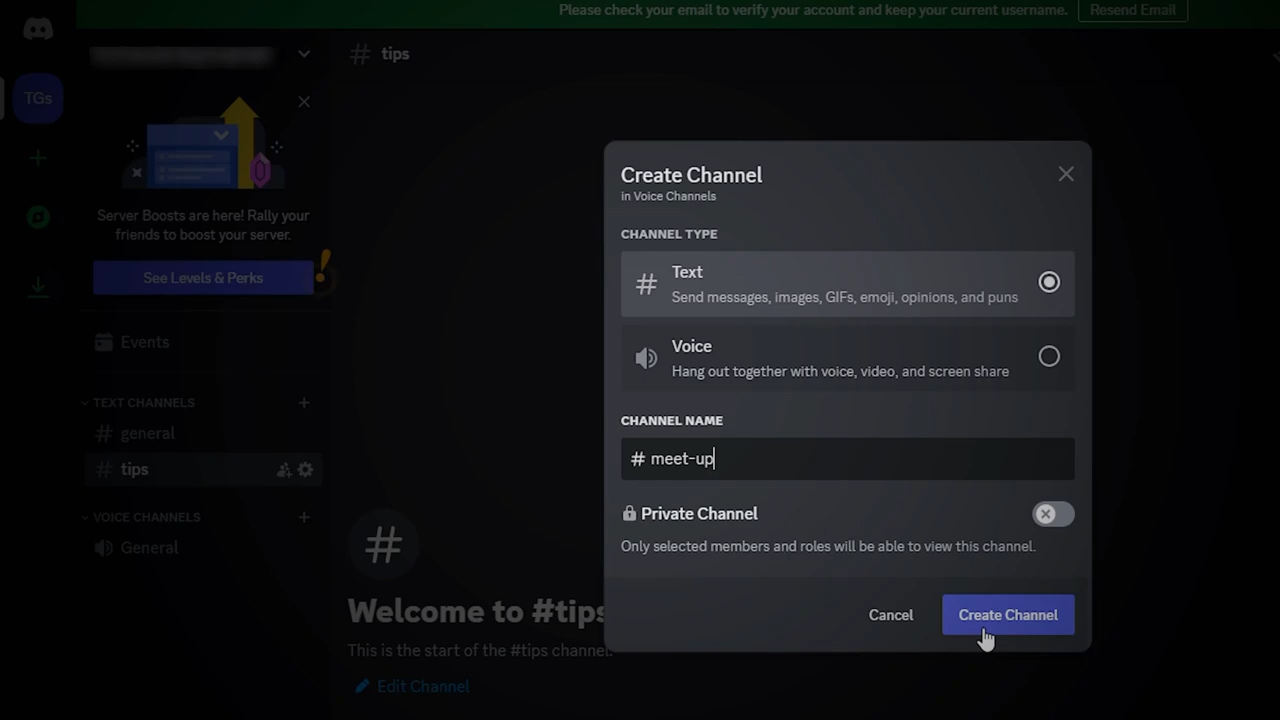 Please check your email to verify your account and keep your current username.
Resend Email
TGs
# tips
Server Boosts are here! Rally your
friends to boost your server.
See Levels & Perks
Events
TEXT CHANNELS
# general
# tips
VOICE CHANNELS
General
#
Welcome to #tips
This is the start of the #tips channel.
Edit Channel
Create Channel
in Voice Channels
CHANNEL TYPE
# Text
Send messages, images, GIFs, emoji, opinions, and puns
Voice
Hang out together with voice, video, and screen share
CHANNEL NAME
# meet-up
Private Channel
Only selected members and roles will be able to view this channel.
Cancel
Create Channel